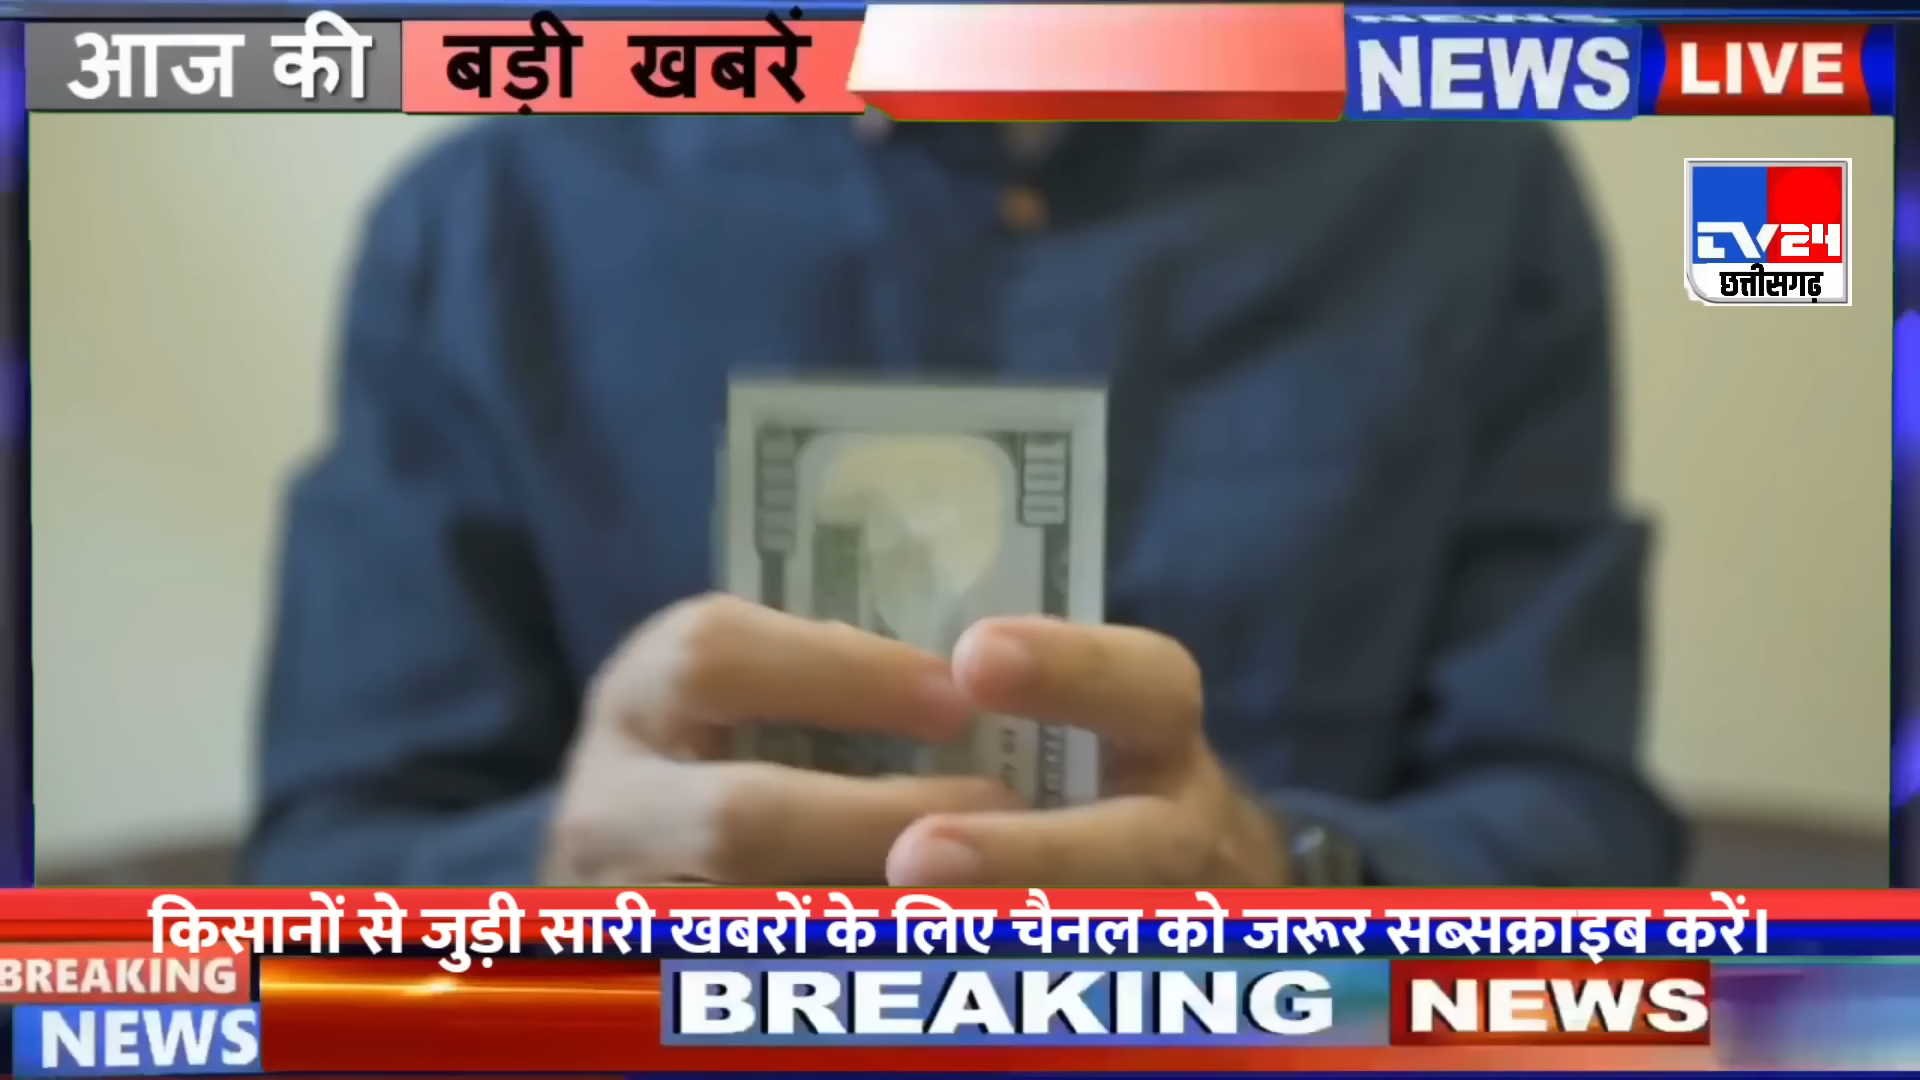 आज की बड़ी खबरें
NEWS
LIVE
TV24
छत्तीसगढ़
100
किसानों से जुड़ी सारी खबरों के लिए चैनल को जरूर सब्सक्राइब करें।
BREAKING
NEWS
BREAKING NEWS